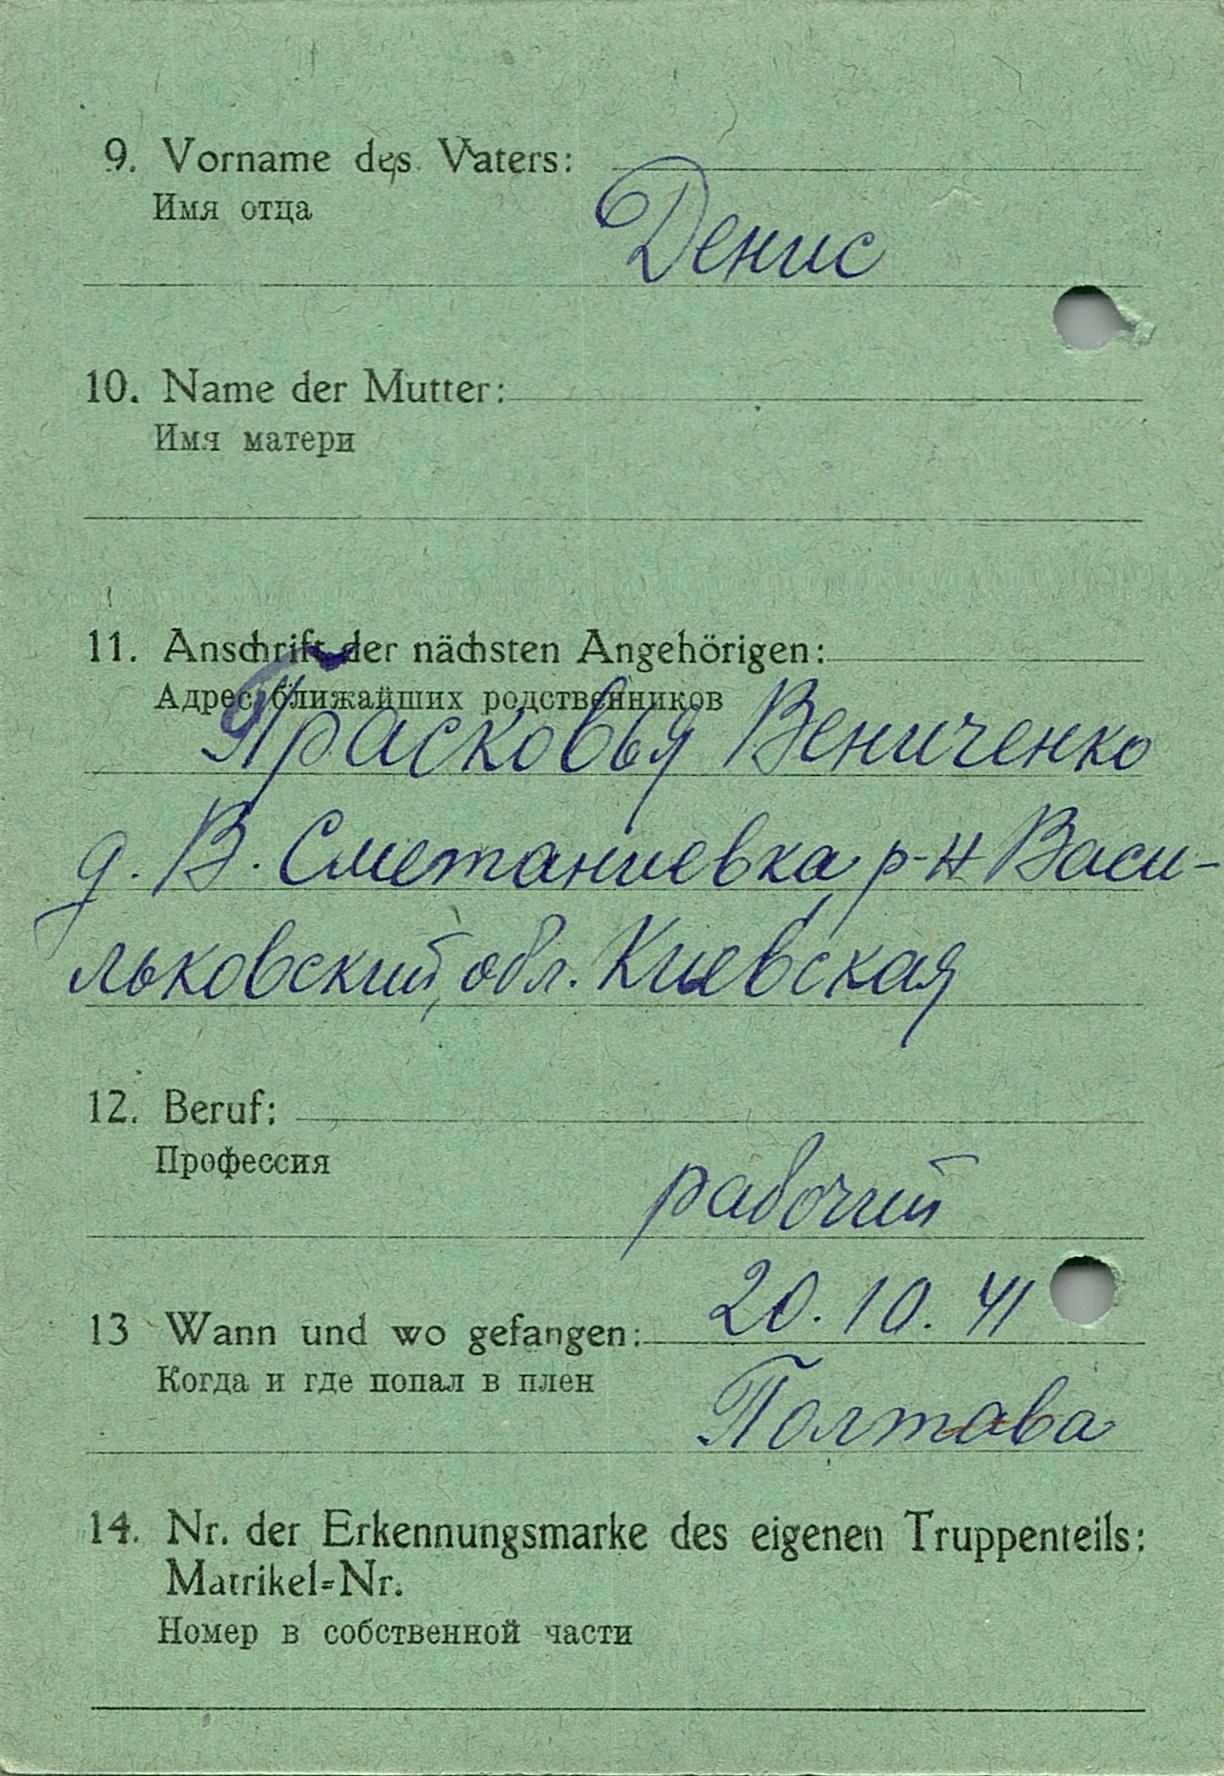 9. Vorname des Vaters:
Имя отца
Денис
10. Name der Mutter:
Имя матери
11. Anschrift der nächsten Angehörigen:
Адрес ближайших родственников
Прасковья Вениченко
д. В. Сметаниевка р-н Васи-
льковский, обл. Киевская
12. Beruf:
Профессия
рабочий
20.10.41
13 Wann und wo gefangen:
Когда и где попал в плен
Полтава
14. Nr. der Erkennungsmarke des eigenen Truppenteils:
Matrikel=Nr.
Номер в собственной части